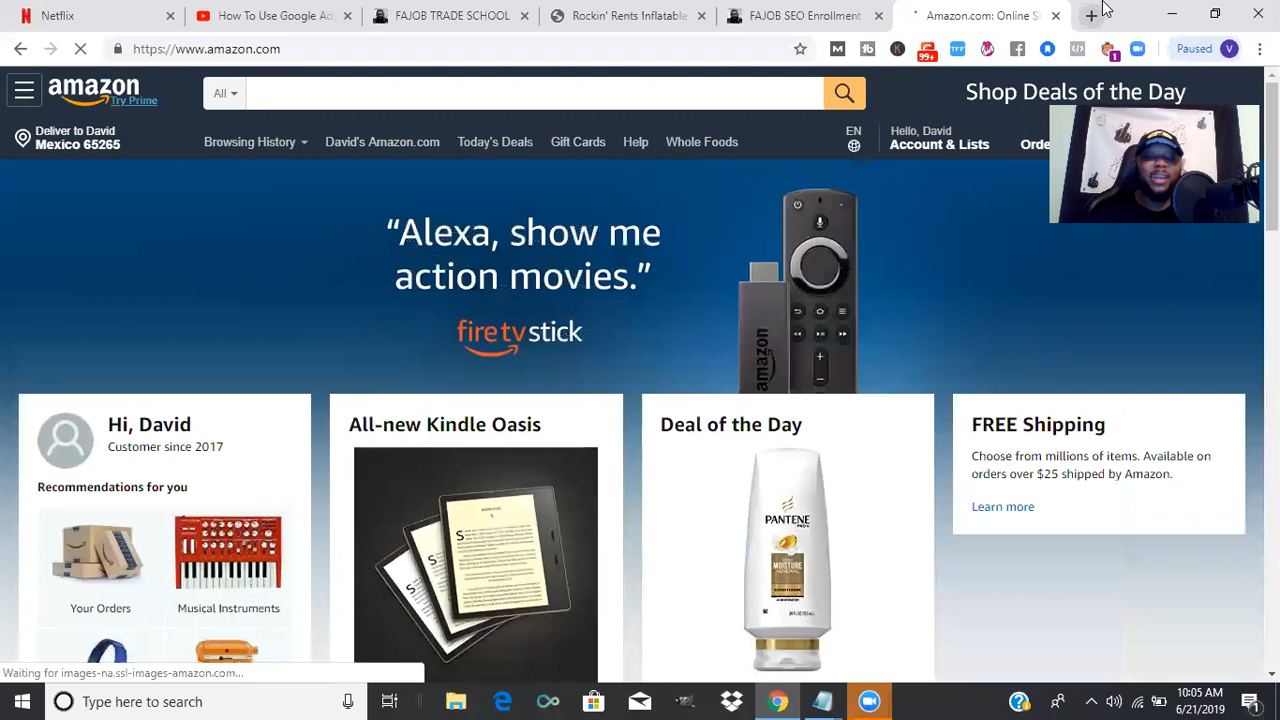 Netflix
How To Use Google Ad
FAJOB TRADE SCHOOL
Rockin' Rents Inflatable
FAJOB SEO Enrollment
Amazon.com: Online S
https://www.amazon.com
99+
TFF
1
Paused
V
amazon
Try Prime
All
Shop Deals of the Day
Deliver to David
Mexico 65265
Browsing History
David's Amazon.com
Today's Deals
Gift Cards
Help
Whole Foods
EN
Hello, David
Account & Lists
Orde
"Alexa, show me
action movies."
firetvstick
amazon
Hi, David
Customer since 2017
Recommendations for you
Your Orders
Musical Instruments
All-new Kindle Oasis
Deal of the Day
PANTENE
FREE Shipping
Choose from millions of items. Available on
orders over $25 shipped by Amazon.
Learn more
Waiting for images-na.ssl-images-amazon.com...
Type here to search
10:05 AM
6/21/2019
1